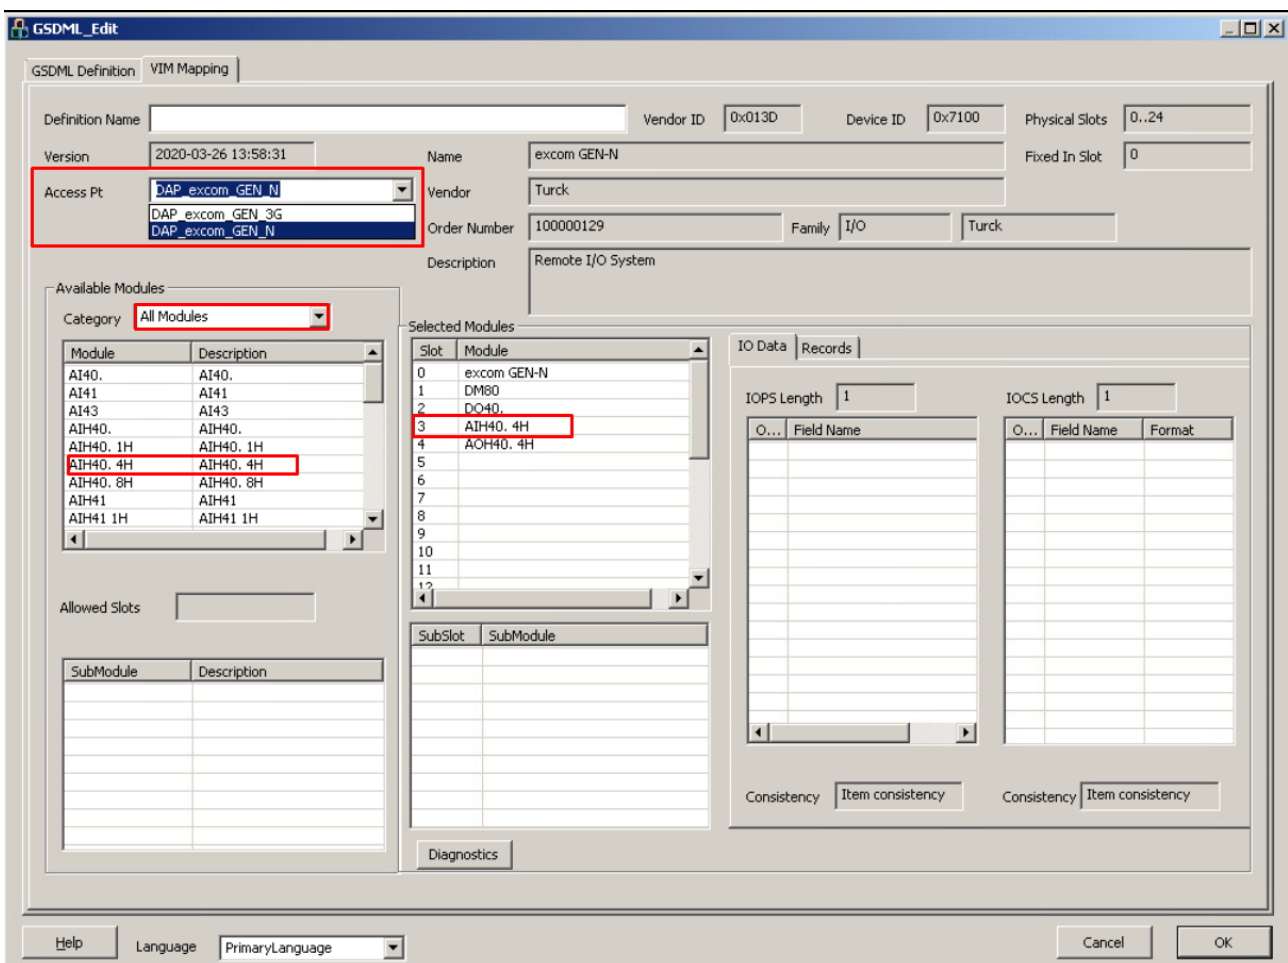 GSDML_Edit
GSDML Definition VIM Mapping
Definition Name Vendor ID 0x013D Device ID 0x7100 Physical Slots 0..24
Version 2020-03-26 13:58:31 Name excom GEN-N Fixed In Slot 0
Access Pt DAP_excom_GEN_N Vendor Turck
DAP_excom_GEN_3G
DAP_excom_GEN_N
Order Number 100000129 Family I/O Turck
Description Remote I/O System
Available Modules
Category All Modules
Module Description
AI40. AI40.
AI41 AI41
AI43 AI43
AIH40. AIH40.
AIH40. 1H AIH40. 1H
AIH40. 4H AIH40. 4H
AIH40. 8H AIH40. 8H
AIH41 AIH41
AIH41 1H AIH41 1H
Allowed Slots
SubModule Description
Selected Modules
Slot Module
0 excom GEN-N
1 DM80
2 DO40.
3 AIH40. 4H
4 AOH40. 4H
5
6
7
8
9
10
11
12
SubSlot SubModule
Diagnostics
IO Data Records
IOPS Length 1 IOCS Length 1
O... Field Name O... Field Name Format
Consistency Item consistency Consistency Item consistency
Help Language PrimaryLanguage Cancel OK